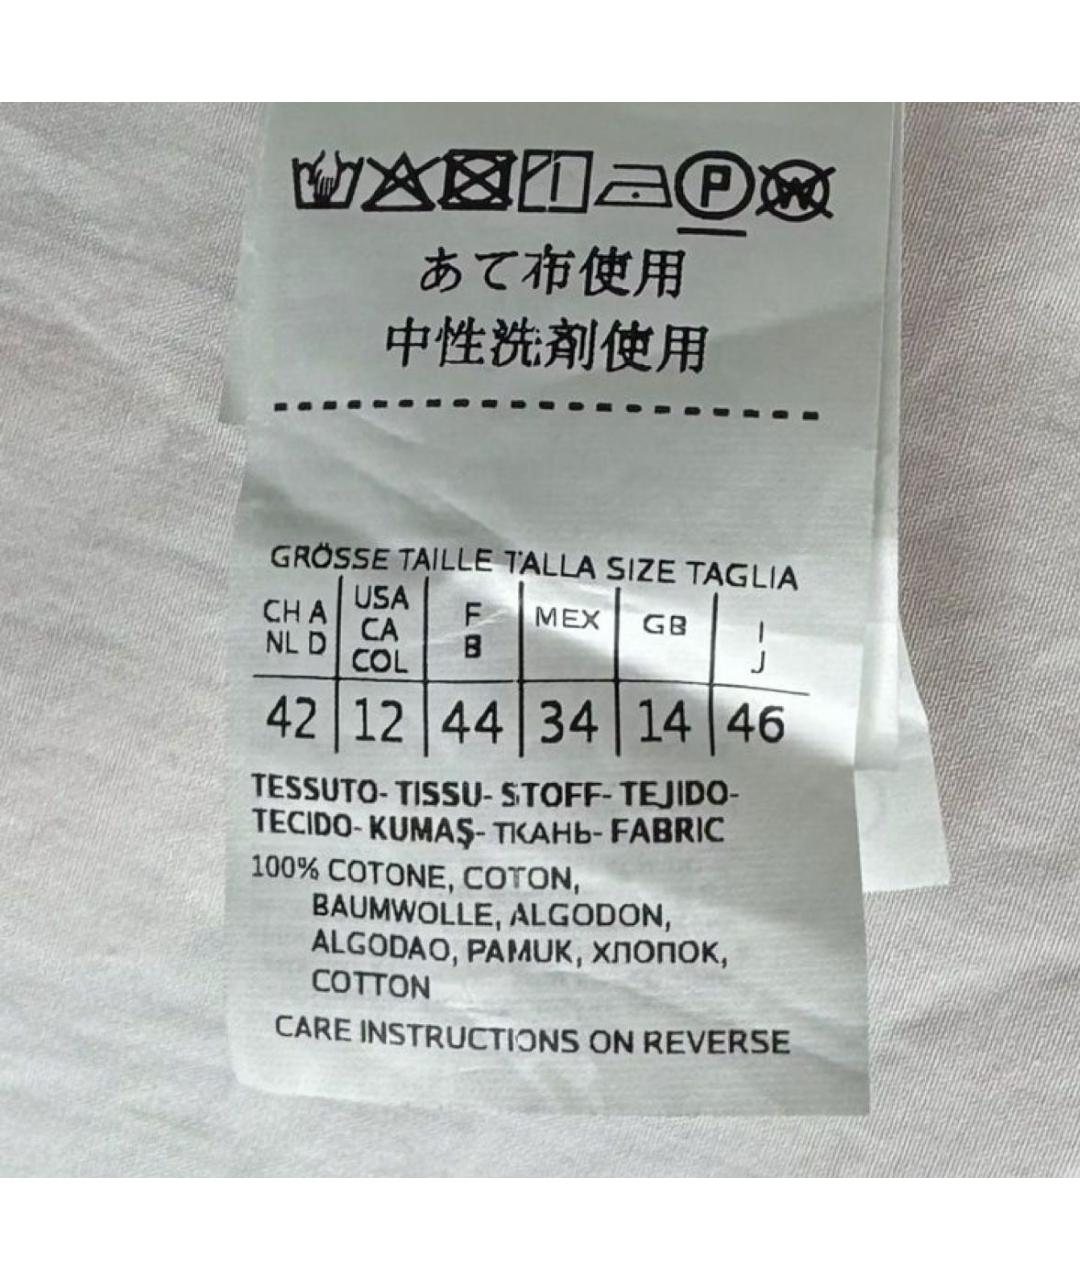 あて布使用
中性洗剤使用
GRÖSSE TAILLE TALLA SIZE TAGLIA
CH A NL D | USA CA COL | F B | MEX | GB | I J
42 | 12 | 44 | 34 | 14 | 46
TESSUTO- TISSU- STOFF- TEJIDO-
TECIDO- KUMAŞ- ТКАНЬ- FABRIC
100% COTONE, COTON,
BAUMWOLLE, ALGODON,
ALGODAO, PAMUK, ХЛОПОК,
COTTON
CARE INSTRUCTIONS ON REVERSE